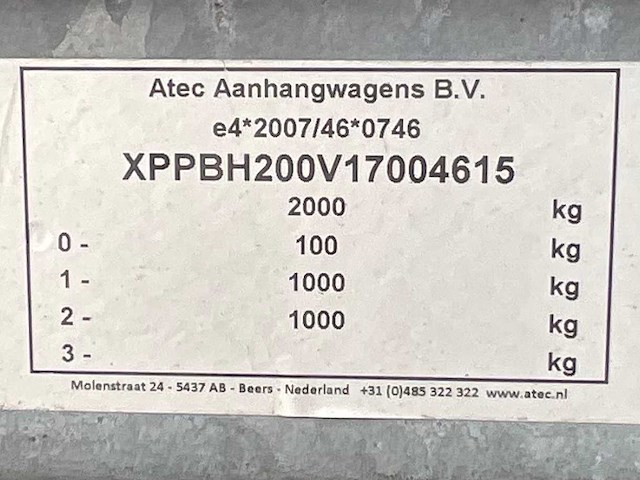 Atec Aanhangwagens B.V.
e4*2007/46*0746
XPPBH200V17004615
2000 kg
0 - 100 kg
1 - 1000 kg
2 - 1000 kg
3 - kg
Molenstraat 24 - 5437 AB - Beers - Nederland +31 (0)485 322 322 www.atec.nl